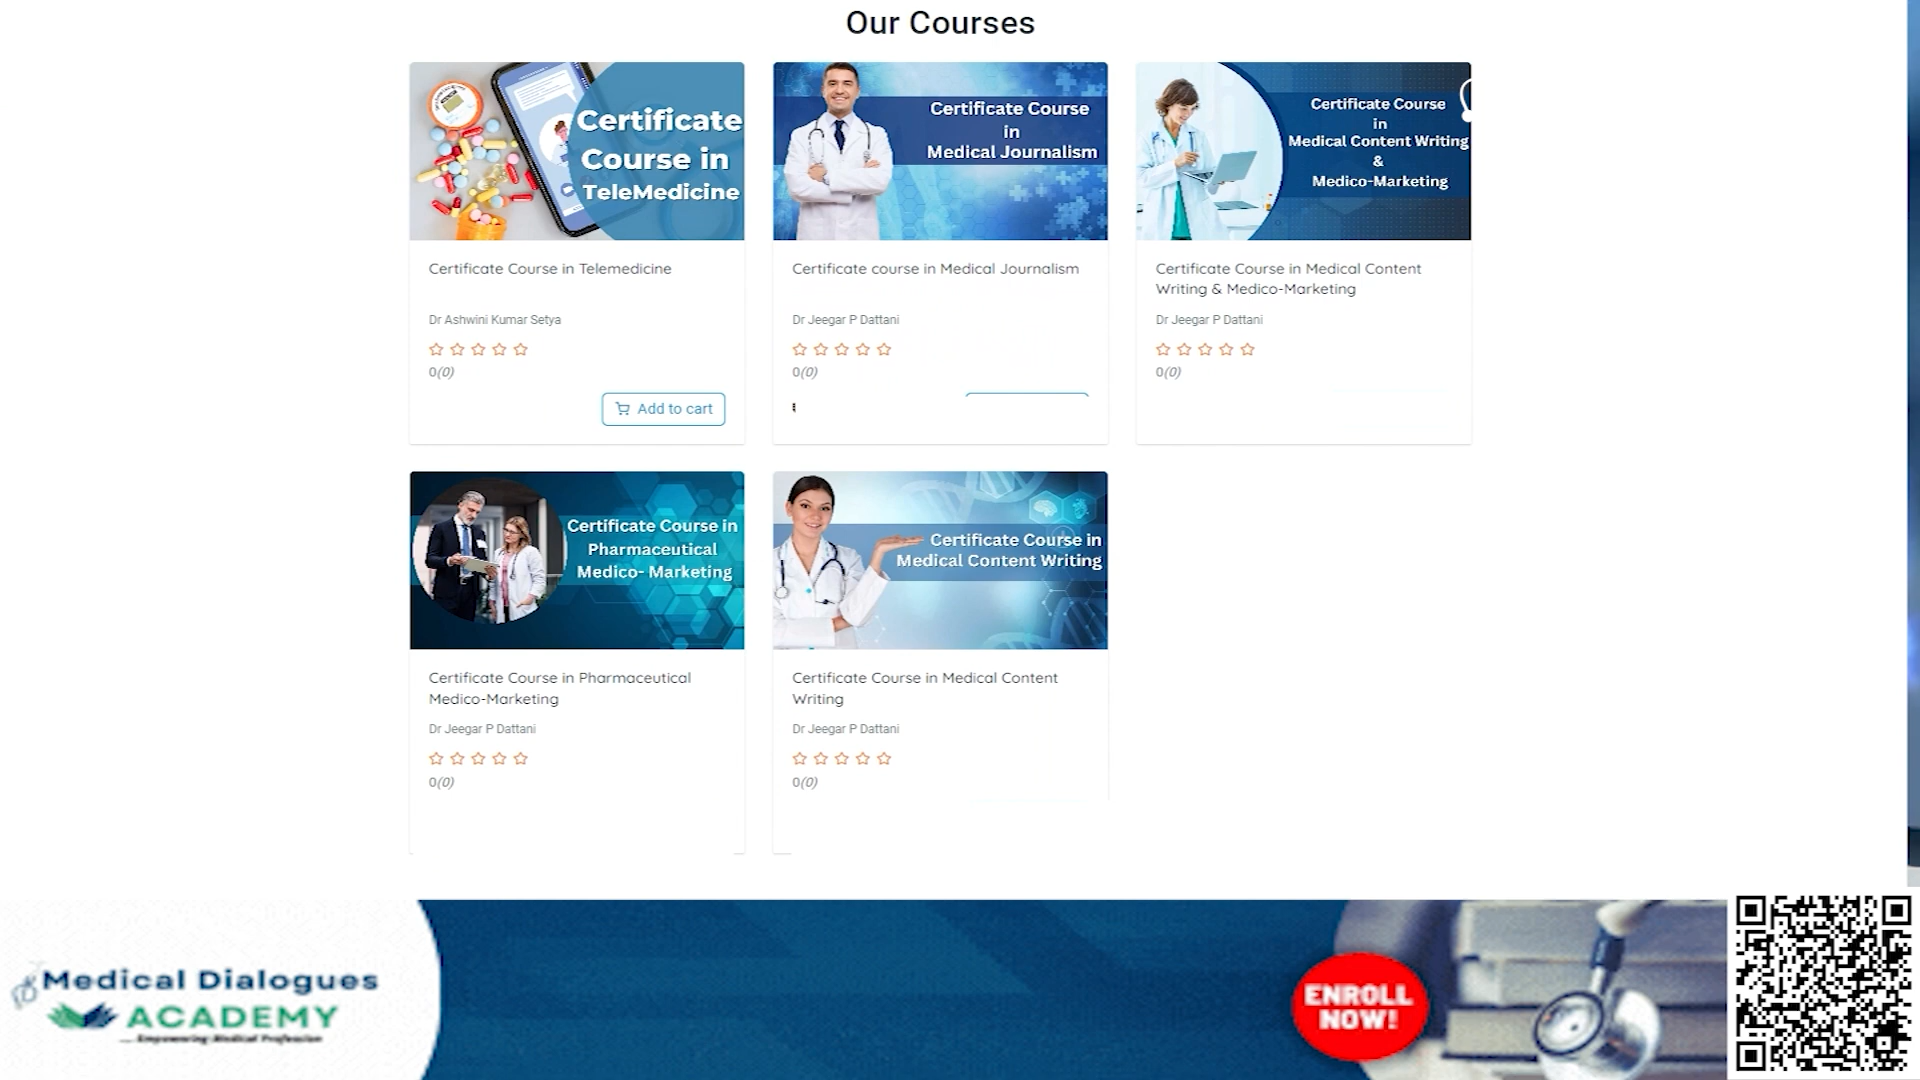 Our Courses
Certificate
Course in
TeleMedicine
Certificate Course in Telemedicine
Dr Ashwini Kumar Setya
0(0)
Add to cart
Certificate Course
in
Medical Journalism
Certificate course in Medical Journalism
Dr Jeegar P Dattani
0(0)
Certificate Course
in
Medical Content Writing
&
Medico-Marketing
Certificate Course in Medical Content
Writing & Medico-Marketing
Dr Jeegar P Dattani
0(0)
Certificate Course in
Pharmaceutical
Medico- Marketing
Certificate Course in Pharmaceutical
Medico-Marketing
Dr Jeegar P Dattani
0(0)
Certificate Course in
Medical Content Writing
Certificate Course in Medical Content
Writing
Dr Jeegar P Dattani
0(0)
Medical Dialogues
ACADEMY
Empowering Medical Profession
ENROLL
NOW!